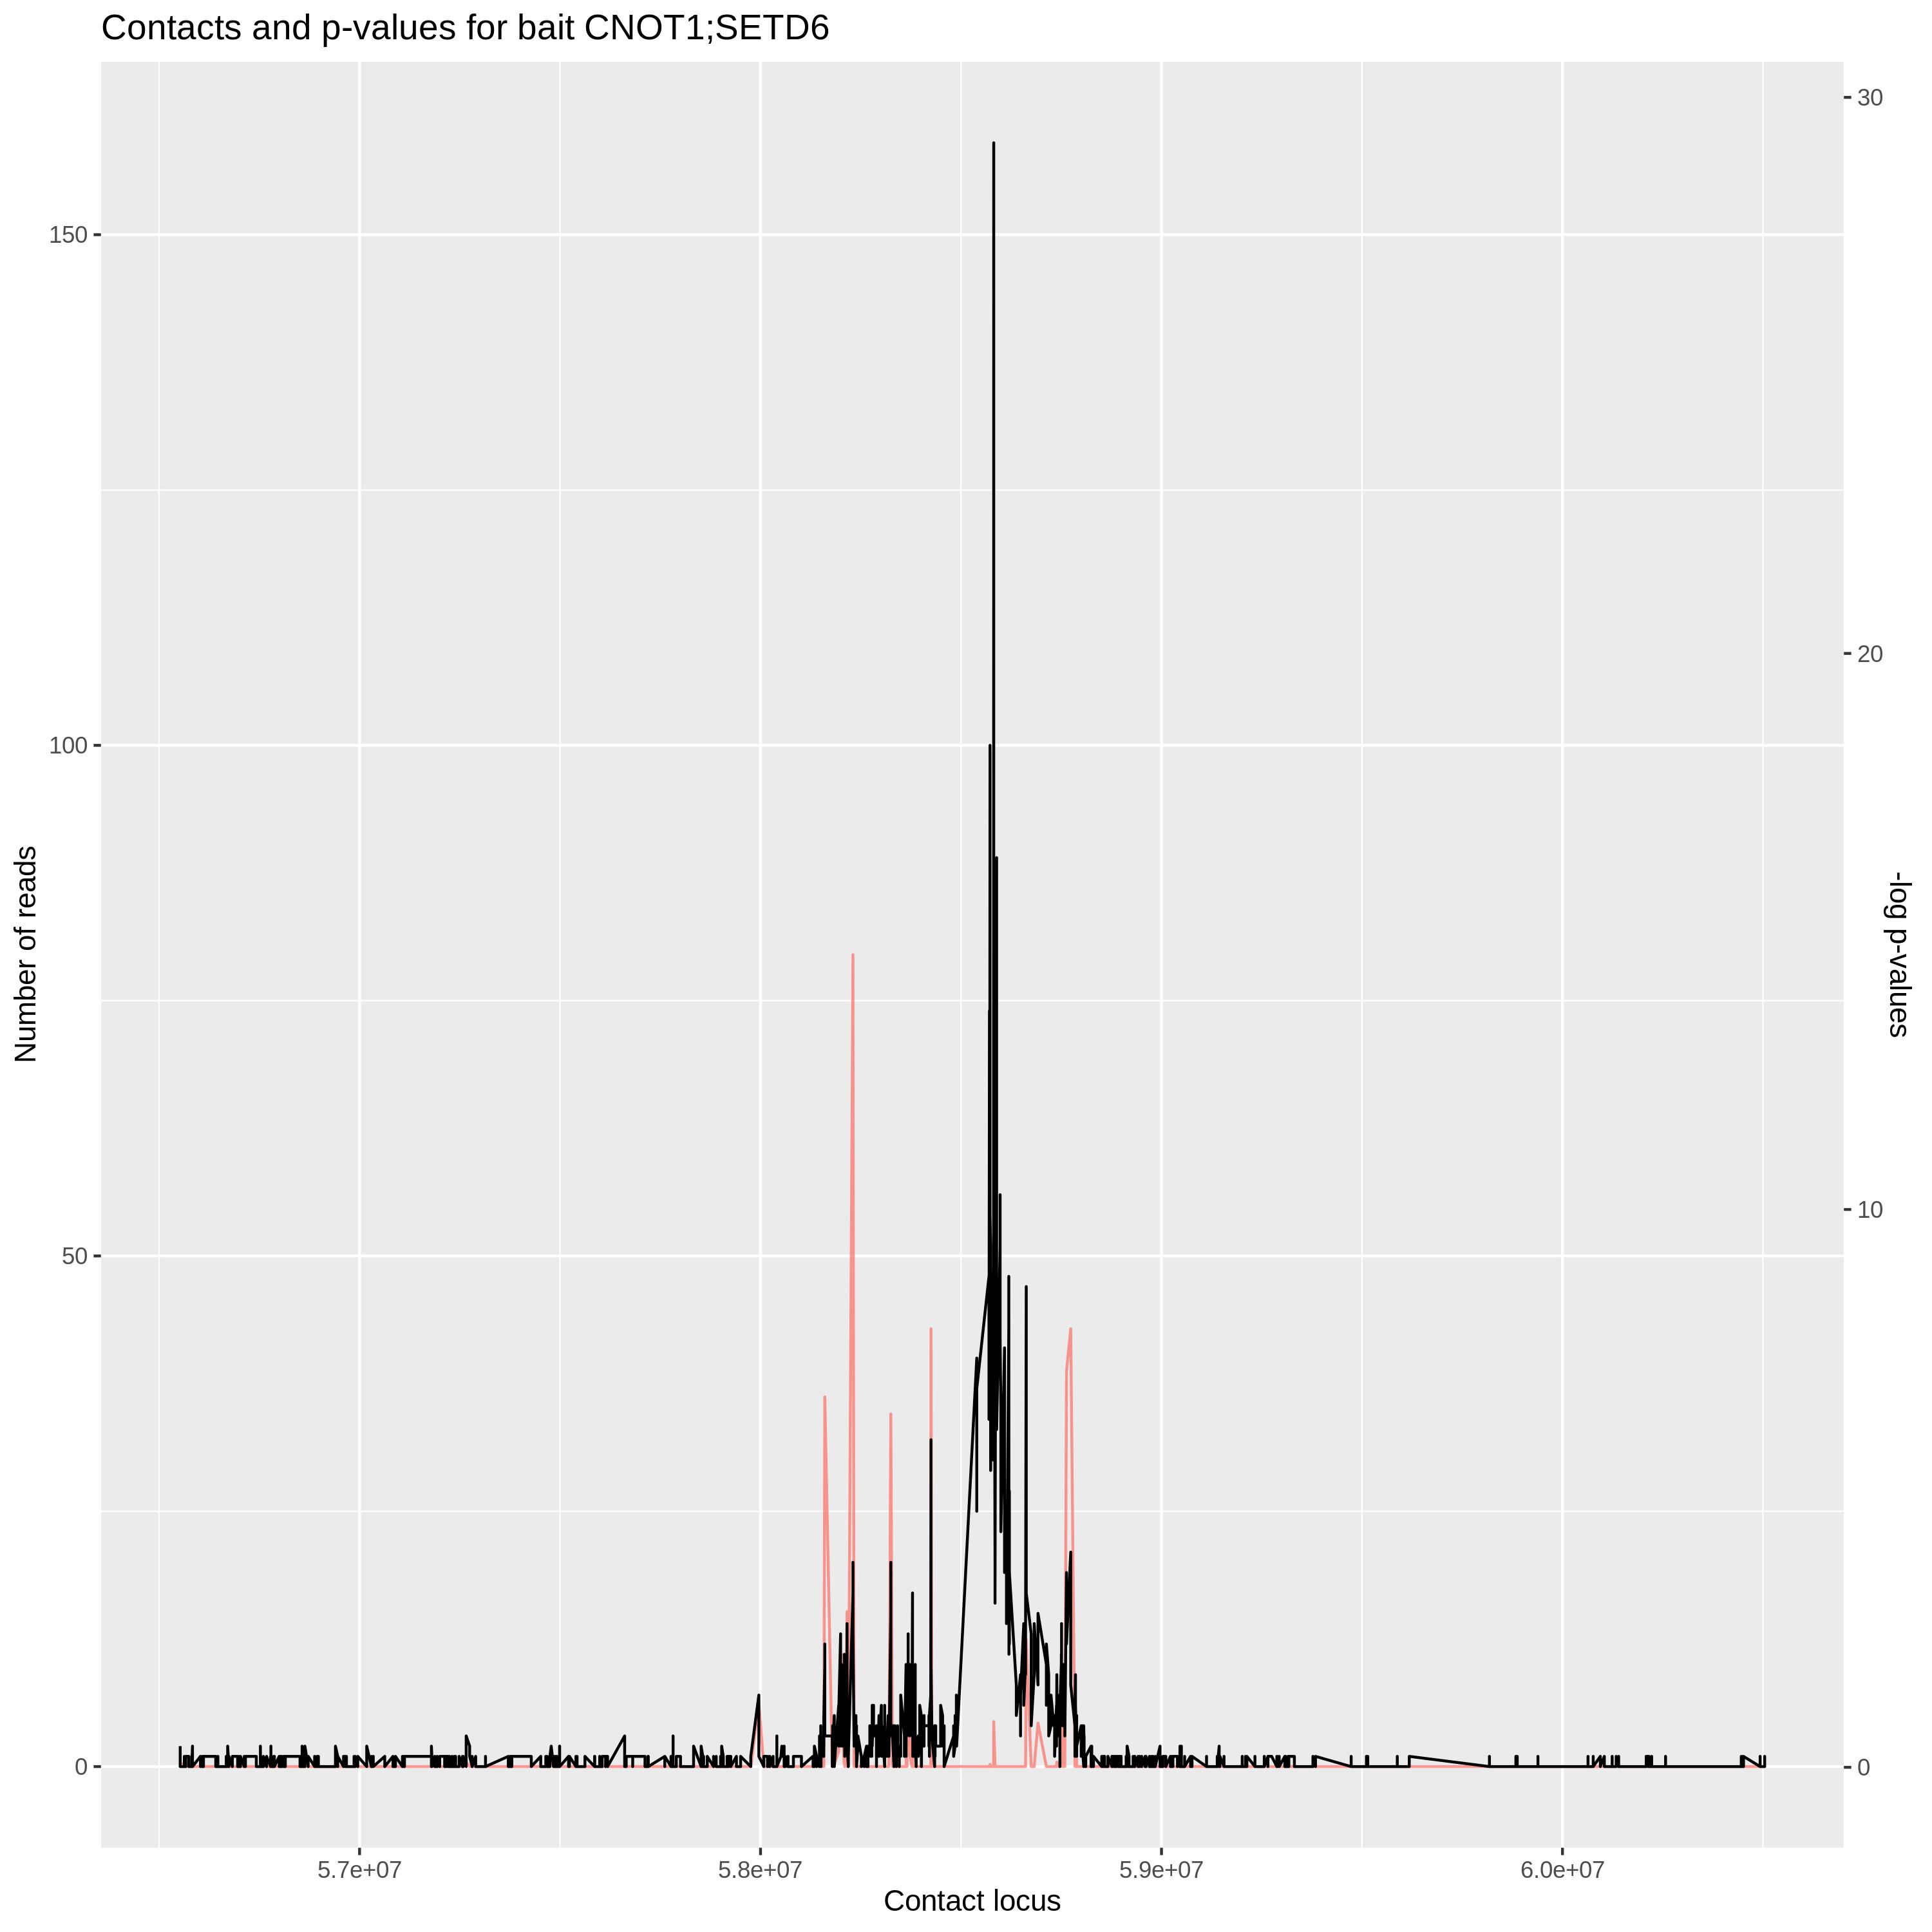 Contacts and p-values for bait CNOT1;SETD6
Number of reads
150
100
50
0
30
20
10
0
-log p-values
5.7e+07
5.8e+07
5.9e+07
6.0e+07
Contact locus